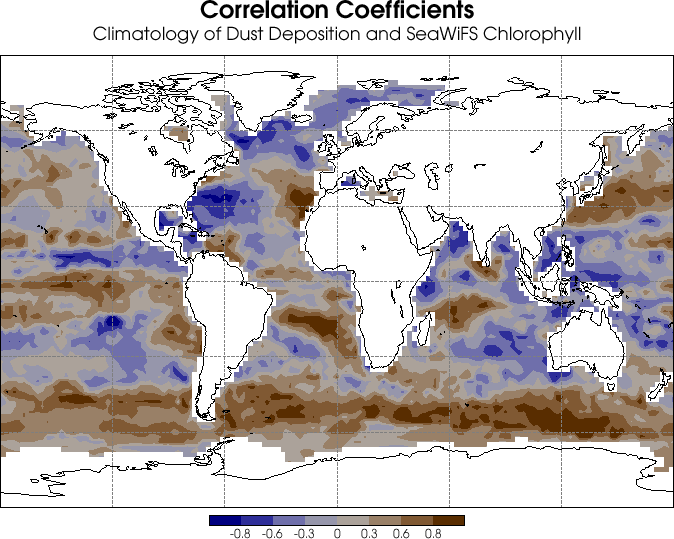 Correlation Coefficients
Climatology of Dust Deposition and SeaWiFS Chlorophyll
-0.8 -0.6 -0.3 0 0.3 0.6 0.8